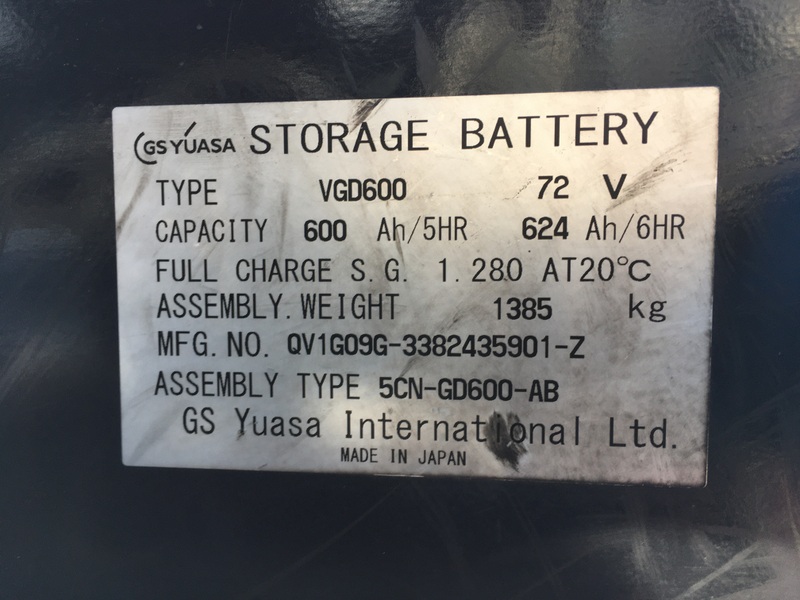 GS YUASA STORAGE BATTERY
TYPE VGD600 72 V
CAPACITY 600 Ah/5HR 624 Ah/6HR
FULL CHARGE S.G. 1.280 AT20℃
ASSEMBLY.WEIGHT 1385 kg
MFG.NO. QV1G09G-3382435901-Z
ASSEMBLY TYPE 5CN-GD600-AB
GS Yuasa International Ltd.
MADE IN JAPAN